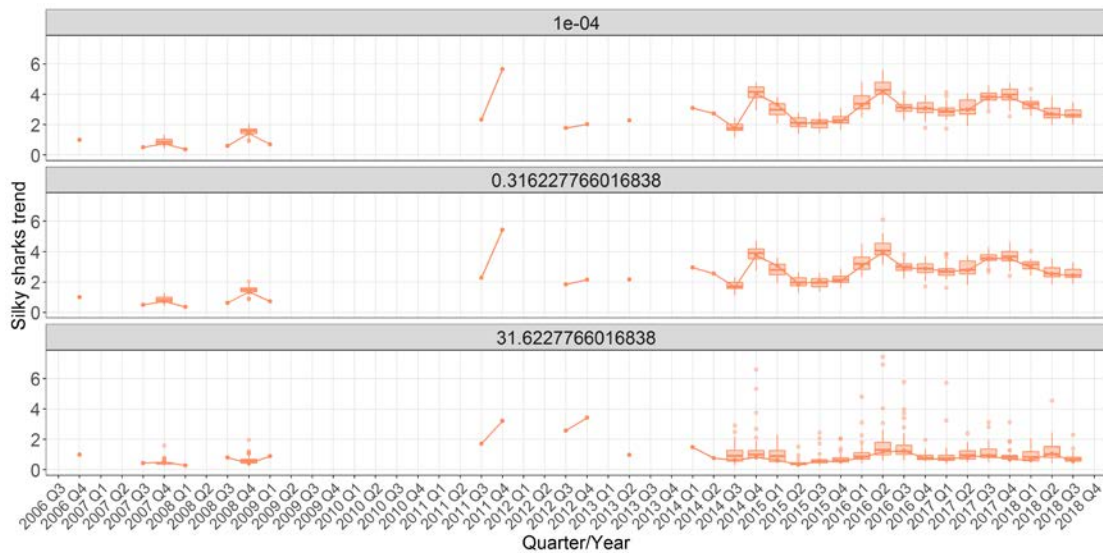 1e-04
6
4
2
0
0.316227766016838
6
4
2
0
31.6227766016838
6
4
2
0
Silky sharks trend
2006 Q3
2006 Q4
2007 Q1
2007 Q2
2007 Q3
2007 Q4
2008 Q1
2008 Q2
2008 Q3
2008 Q4
2009 Q1
2009 Q2
2009 Q3
2009 Q4
2010 Q1
2010 Q2
2010 Q3
2010 Q4
2011 Q1
2011 Q2
2011 Q3
2011 Q4
2012 Q1
2012 Q2
2012 Q3
2012 Q4
2013 Q1
2013 Q2
2013 Q3
2013 Q4
2014 Q1
2014 Q2
2014 Q3
2014 Q4
2015 Q1
2015 Q2
2015 Q3
2015 Q4
2016 Q1
2016 Q2
2016 Q3
2016 Q4
2017 Q1
2017 Q2
2017 Q3
2017 Q4
2018 Q1
2018 Q2
2018 Q3
2018 Q4
Quarter/Year